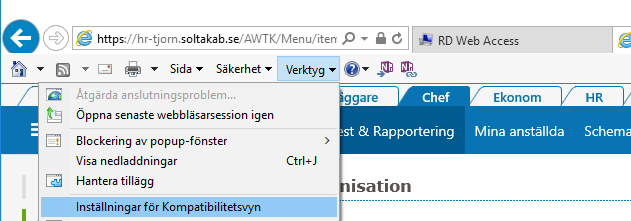 https://hr-tjorn.soltakab.se/AWTK/Menu/item
RD Web Access
Sida Säkerhet Verktyg
Åtgärda anslutningsproblem...
Öppna senaste webbläsarsession igen
Blockering av popup-fönster
Visa nedladdningar Ctrl+J
Hantera tillägg
Inställningar för Kompatibilitetsvyn
äggare Chef Ekonom HR
est & Rapportering Mina anställda Schema
nisation